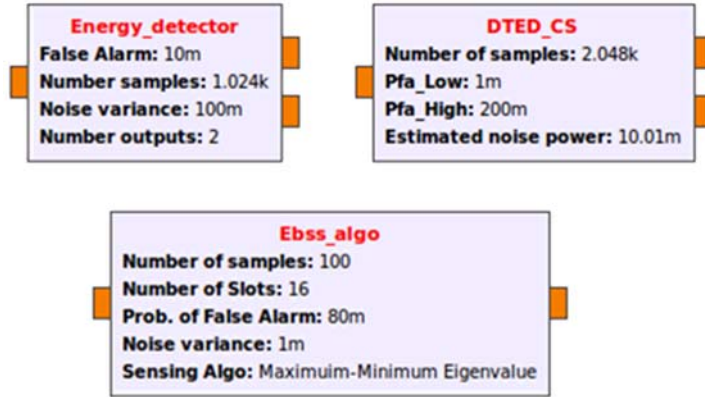 Energy_detector
False Alarm: 10m
Number samples: 1.024k
Noise variance: 100m
Number outputs: 2
DTED_CS
Number of samples: 2.048k
Pfa_Low: 1m
Pfa_High: 200m
Estimated noise power: 10.01m
Ebss_algo
Number of samples: 100
Number of Slots: 16
Prob. of False Alarm: 80m
Noise variance: 1m
Sensing Algo: Maximuim-Minimum Eigenvalue